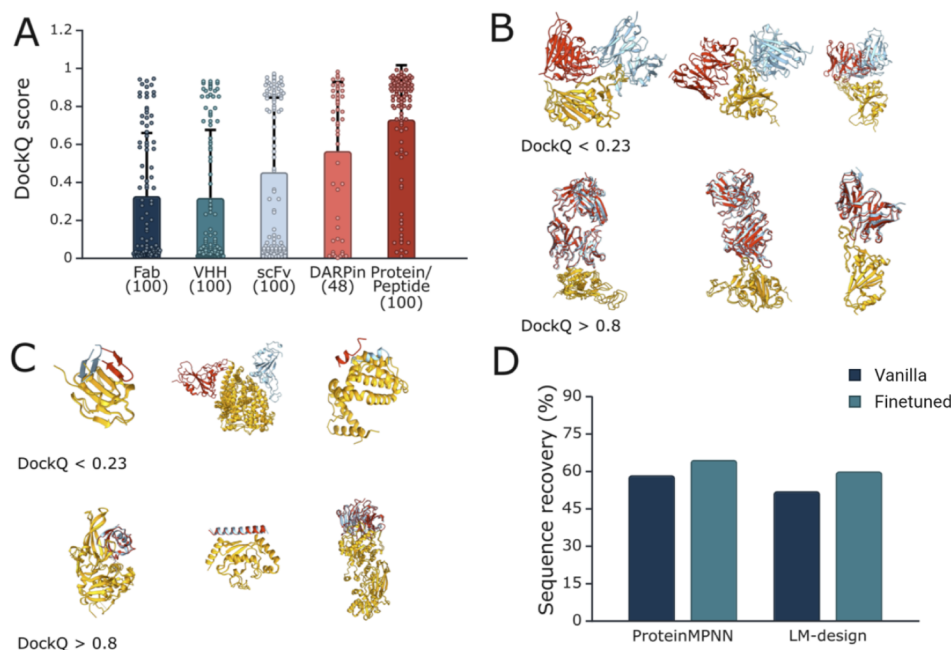 A
DockQ score
1.2
1
0.8
0.6
0.4
0.2
0
Fab
(100)
VHH
(100)
scFv
(100)
DARPin
(48)
Protein/
Peptide
(100)
B
DockQ < 0.23
DockQ > 0.8
C
DockQ < 0.23
DockQ > 0.8
D
Vanilla
Finetuned
Sequence recovery (%)
90
75
60
45
30
15
0
ProteinMPNN
LM-design